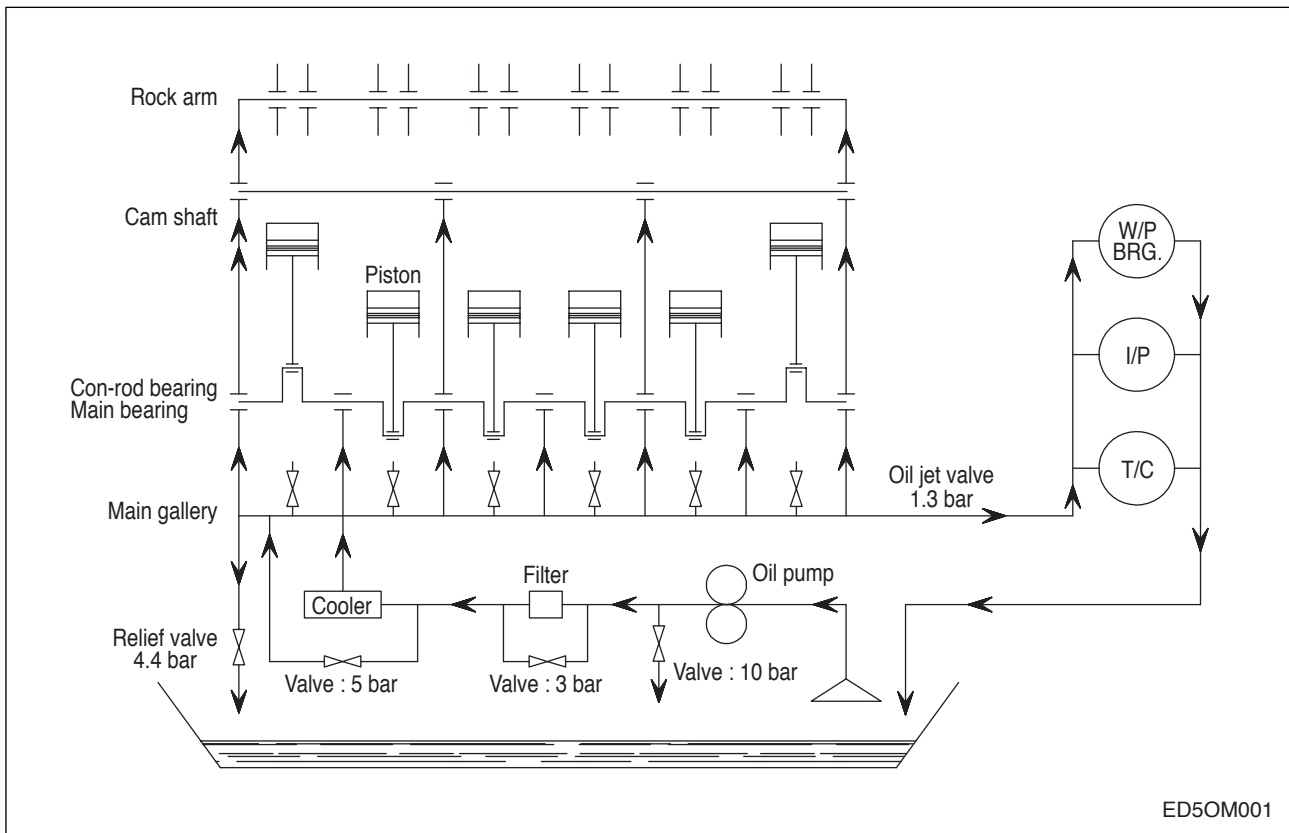 Rock arm
Cam shaft
Piston
Con-rod bearing
Main bearing
Main gallery
Oil jet valve
1.3 bar
W/P
BRG.
I/P
T/C
Filter
Oil pump
Cooler
Relief valve
4.4 bar
Valve : 5 bar
Valve : 3 bar
Valve : 10 bar
ED5OM001